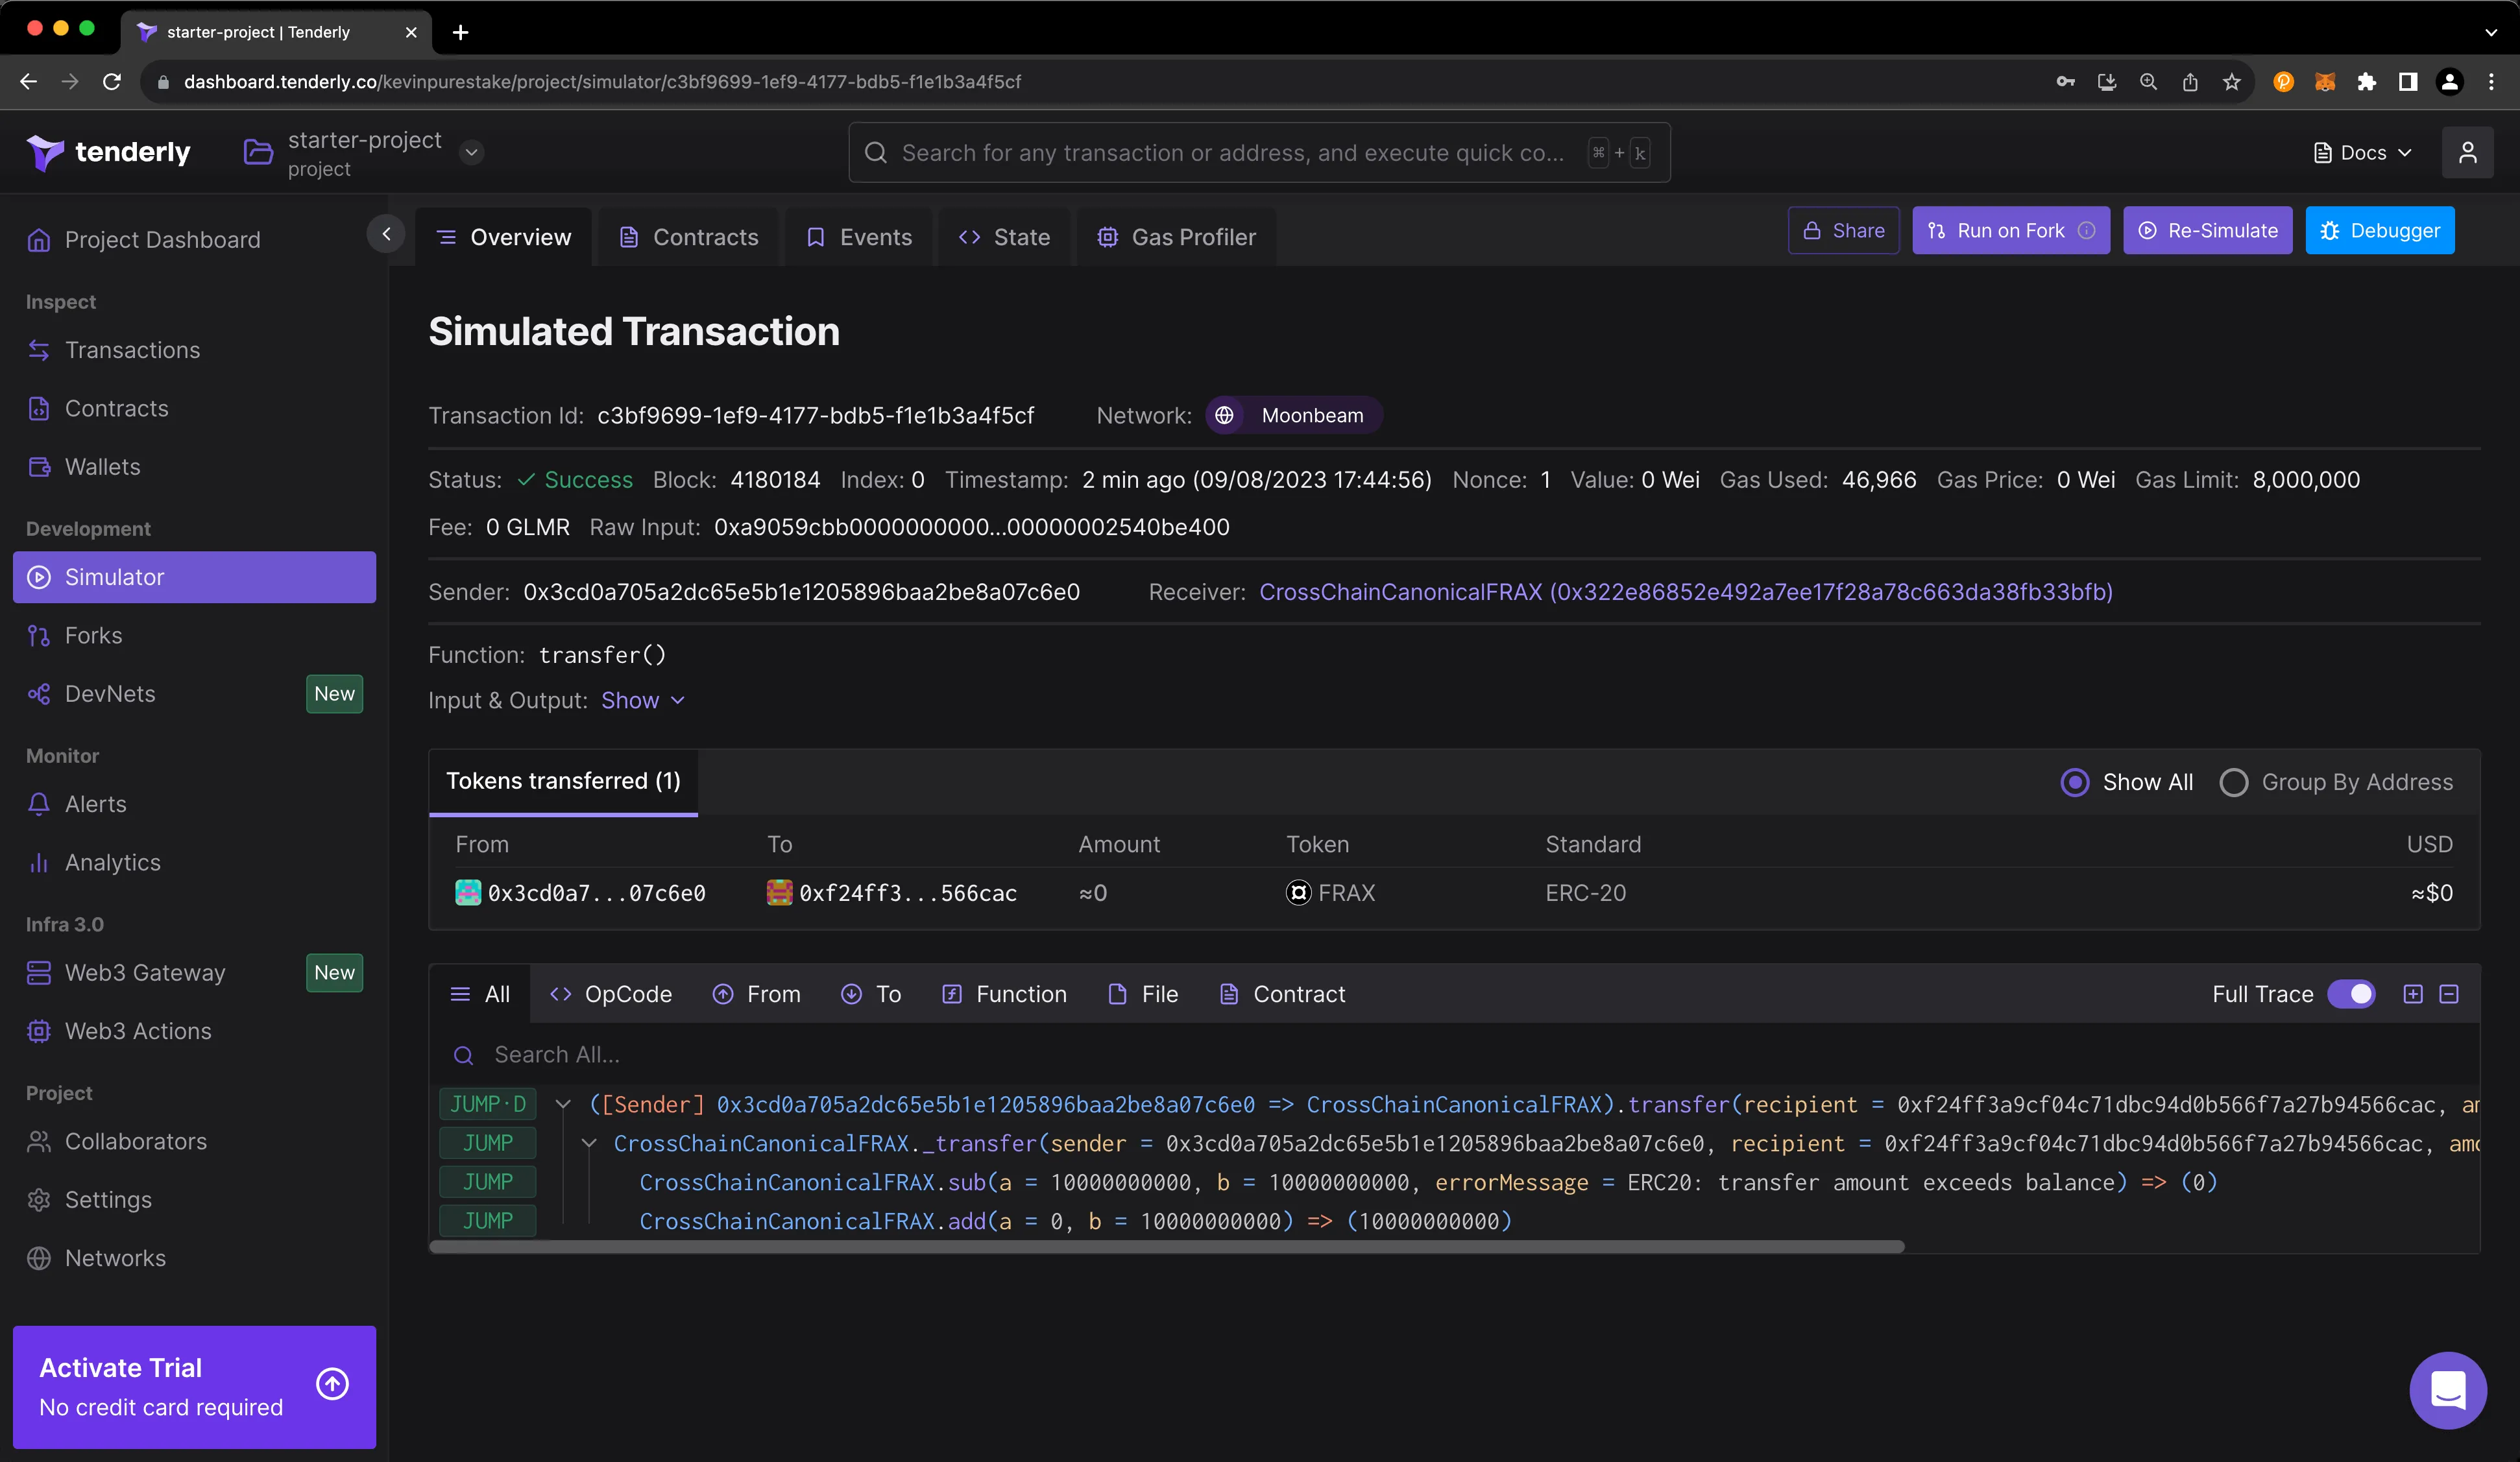 starter-project | Tenderly
dashboard.tenderly.co/kevinpurestake/project/simulator/c3bf9699-1ef9-4177-bdb5-f1e1b3a4f5cf
tenderly
starter-project
project
Search for any transaction or address, and execute quick co...
⌘ + k
Docs
Project Dashboard
Inspect
Transactions
Contracts
Wallets
Development
Simulator
Forks
DevNets New
Monitor
Alerts
Analytics
Infra 3.0
Web3 Gateway New
Web3 Actions
Project
Collaborators
Settings
Networks
Activate Trial
No credit card required
Overview Contracts Events State Gas Profiler
Share Run on Fork Re-Simulate Debugger
Simulated Transaction
Transaction Id: c3bf9699-1ef9-4177-bdb5-f1e1b3a4f5cf Network: Moonbeam
Status: Success Block: 4180184 Index: 0 Timestamp: 2 min ago (09/08/2023 17:44:56) Nonce: 1 Value: 0 Wei Gas Used: 46,966 Gas Price: 0 Wei Gas Limit: 8,000,000
Fee: 0 GLMR Raw Input: 0xa9059cbb0000000000...00000002540be400
Sender: 0x3cd0a705a2dc65e5b1e1205896baa2be8a07c6e0 Receiver: CrossChainCanonicalFRAX (0x322e86852e492a7ee17f28a78c663da38fb33bfb)
Function: transfer()
Input & Output: Show
Tokens transferred (1) Show All Group By Address
From To Amount Token Standard USD
0x3cd0a7...07c6e0 0xf24ff3...566cac ≈0 FRAX ERC-20 ≈$0
All OpCode From To Function File Contract Full Trace
Search All...
JUMP·D ([Sender] 0x3cd0a705a2dc65e5b1e1205896baa2be8a07c6e0 => CrossChainCanonicalFRAX).transfer(recipient = 0xf24ff3a9cf04c71dbc94d0b566f7a27b94566cac,
JUMP CrossChainCanonicalFRAX._transfer(sender = 0x3cd0a705a2dc65e5b1e1205896baa2be8a07c6e0, recipient = 0xf24ff3a9cf04c71dbc94d0b566f7a27b94566cac,
JUMP CrossChainCanonicalFRAX.sub(a = 10000000000, b = 10000000000, errorMessage = ERC20: transfer amount exceeds balance) => (0)
JUMP CrossChainCanonicalFRAX.add(a = 0, b = 10000000000) => (10000000000)